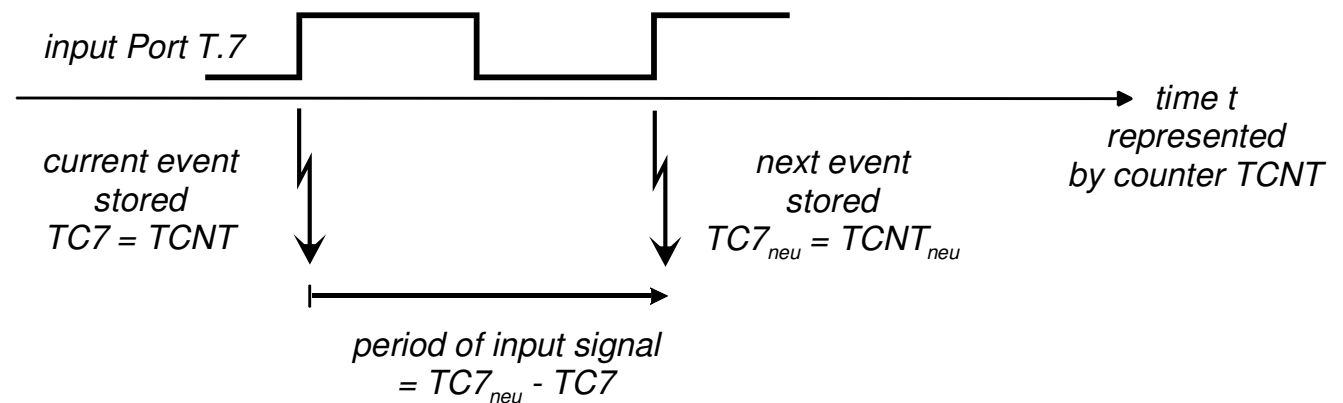 input Port T.7
time t
represented
by counter TCNT
current event
stored
TC7 = TCNT
next event
stored
TC7neu = TCNTneu
period of input signal
= TC7neu - TC7